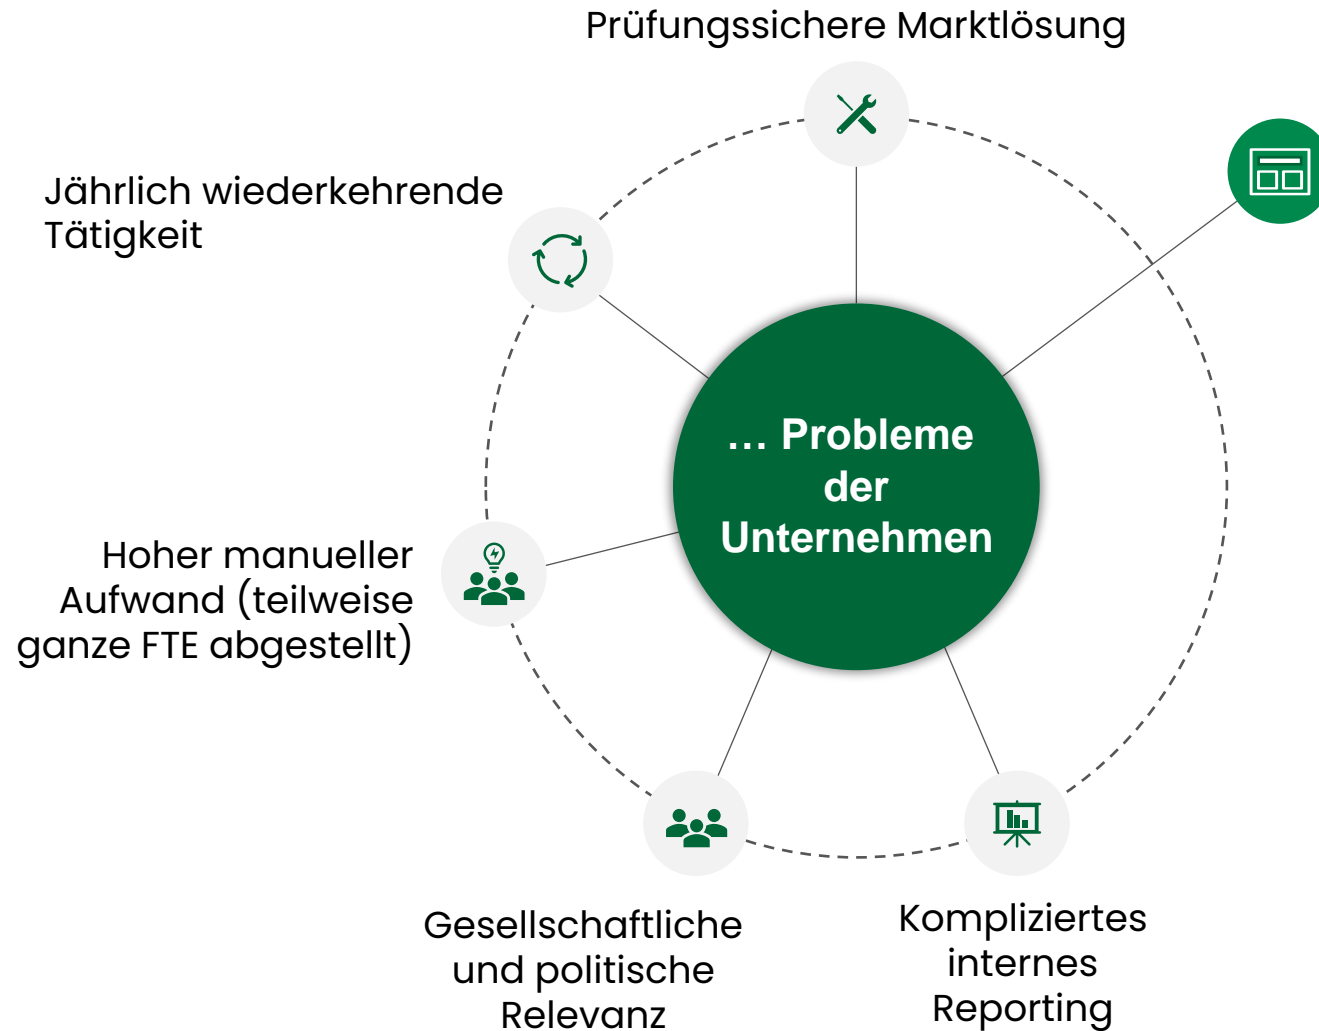 Prüfungssichere Marktlösung
Jährlich wiederkehrende
Tätigkeit
… Probleme
der
Unternehmen
Hoher manueller
Aufwand (teilweise
ganze FTE abgestellt)
Gesellschaftliche
und politische
Relevanz
Kompliziertes
internes
Reporting